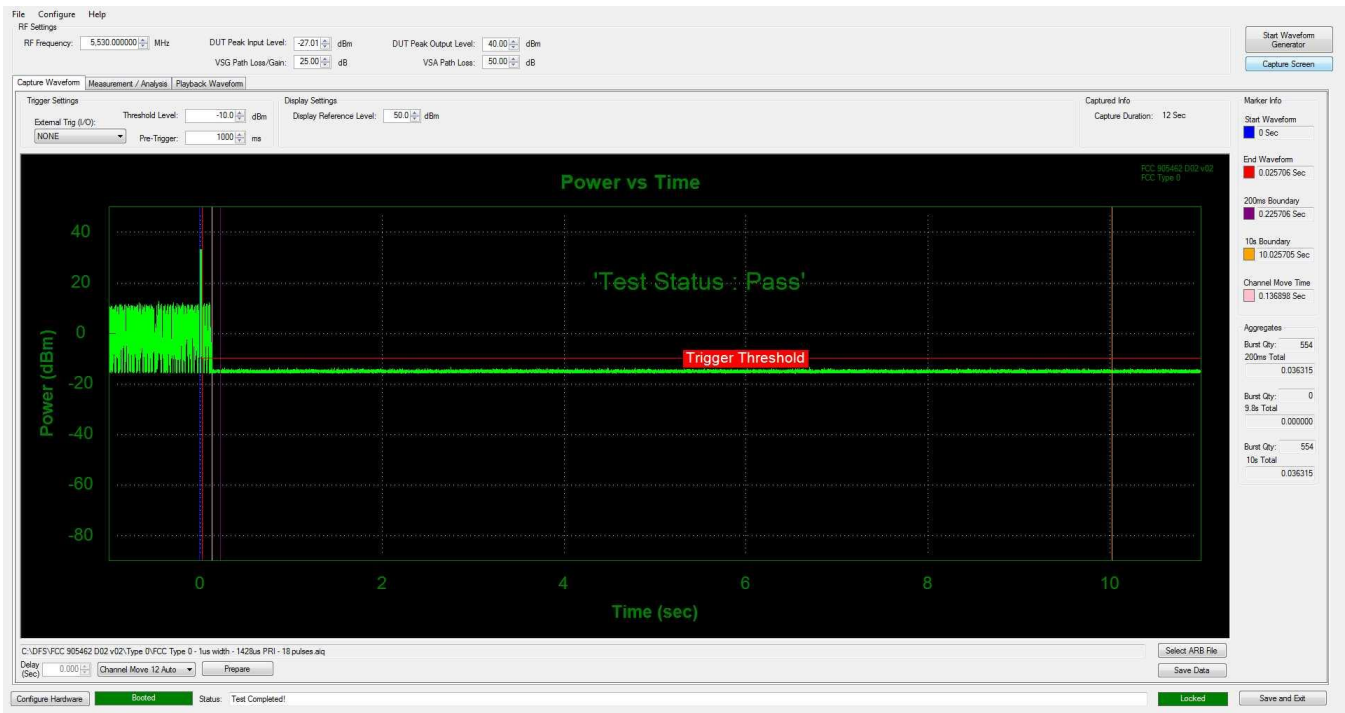 File Configure Help
RF Settings
RF Frequency: 5,530.000000 MHz DUT Peak Input Level: -27.01 dBm DUT Peak Output Level: 40.00 dBm
VSG Path Loss/Gain: 25.00 dB VSA Path Loss: 50.00 dB
Start Waveform
Generator
Capture Screen
Capture Waveform Measurement / Analysis Playback Waveform
Trigger Settings
External Trig (I/O):
NONE
Threshold Level: -10.0 dBm
Pre-Trigger: 1000 ms
Display Settings
Display Reference Level: 50.0 dBm
Captured Info
Capture Duration: 12 Sec
Marker Info
Start Waveform
0 Sec
End Waveform
0.025706 Sec
200ms Boundary
0.225706 Sec
10s Boundary
10.025705 Sec
Channel Move Time
0.136898 Sec
Aggregates
Burst Qty: 554
200ms Total
0.036315
Burst Qty: 0
9.8s Total
0.000000
Burst Qty: 554
10s Total
0.036315
Power vs Time
FCC 905462 D02 v02
FCC Type 0
'Test Status : Pass'
Trigger Threshold
Power (dBm)
40
20
0
-20
-40
-60
-80
0 2 4 6 8 10
Time (sec)
C:\DFS\FCC 905462 D02 v02\Type 0\FCC Type 0 - 1us width - 1428us PRI - 18 pulses.aiq
Select ARB File
Delay
(Sec) 0.000 Channel Move 12 Auto Prepare
Save Data
Configure Hardware Booted Status: Test Completed! Locked Save and Exit